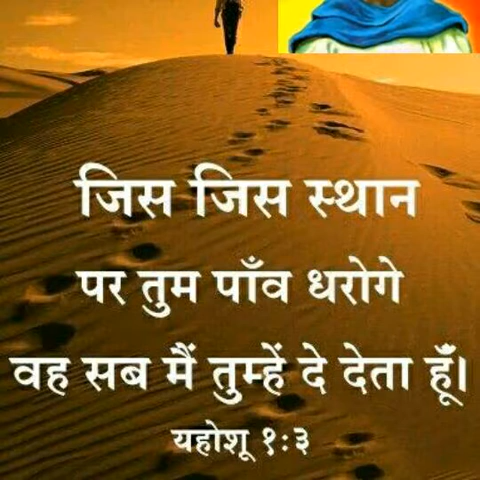 जिस जिस स्थान
पर तुम पाँव धरोगे
वह सब मैं तुम्हें दे देता हूँ।
यहोशू १:३